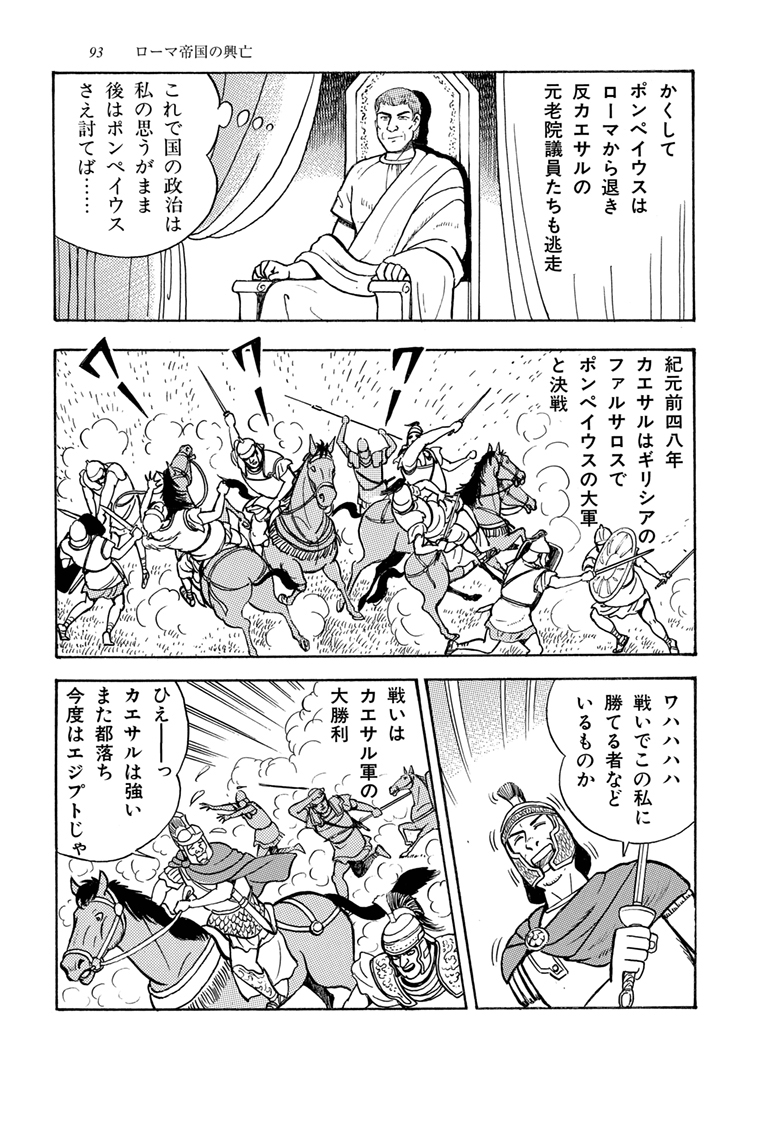 93 ローマ帝国の興亡
かくして
ポンペイウスは
ローマから退き
反カエサルの
元老院議員たちも逃走
これで国の政治は
私の思うがまま
後はポンペイウス
さえ討てば……
紀元前四八年
カエサルはギリシアの
ファルサロスで
ポンペイウスの大軍
と決戦
ワー
ワー
ワー
ワハハハハ
戦いでこの私に
勝てる者など
いるものか
戦いは
カエサル軍の
大勝利
ひえ──っ
カエサルは強い
また都落ち
今度はエジプトじゃ